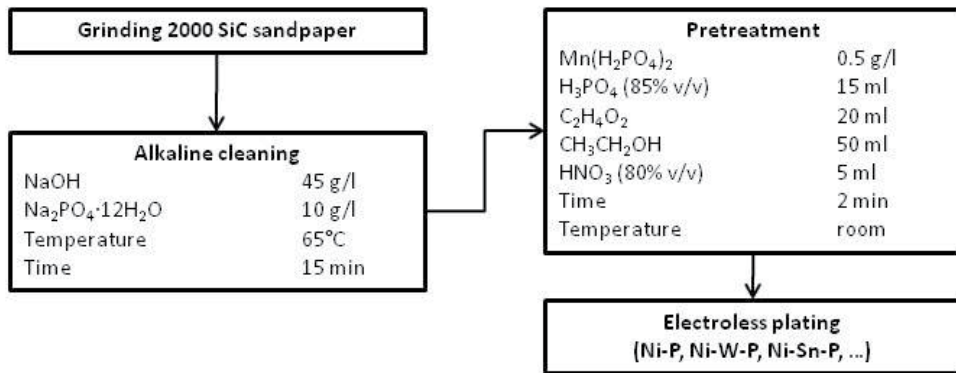 Grinding 2000 SiC sandpaper
Alkaline cleaning
NaOH 45 g/l
Na₂PO₄·12H₂O 10 g/l
Temperature 65°C
Time 15 min
Pretreatment
Mn(H₂PO₄)₂ 0.5 g/l
H₃PO₄ (85% v/v) 15 ml
C₂H₄O₂ 20 ml
CH₃CH₂OH 50 ml
HNO₃ (80% v/v) 5 ml
Time 2 min
Temperature room
Electroless plating
(Ni-P, Ni-W-P, Ni-Sn-P, ...)